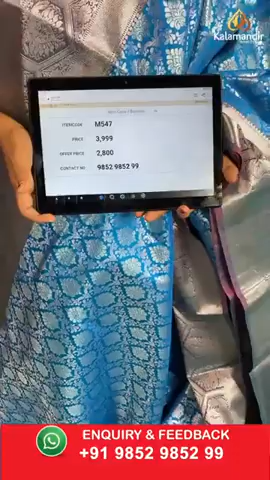 Kalamandir
ITEMCODE M547
PRICE 3,999
OFFER PRICE 2,800
CONTACT NO 9852 9852 99
ENQUIRY & FEEDBACK
+91 9852 9852 99